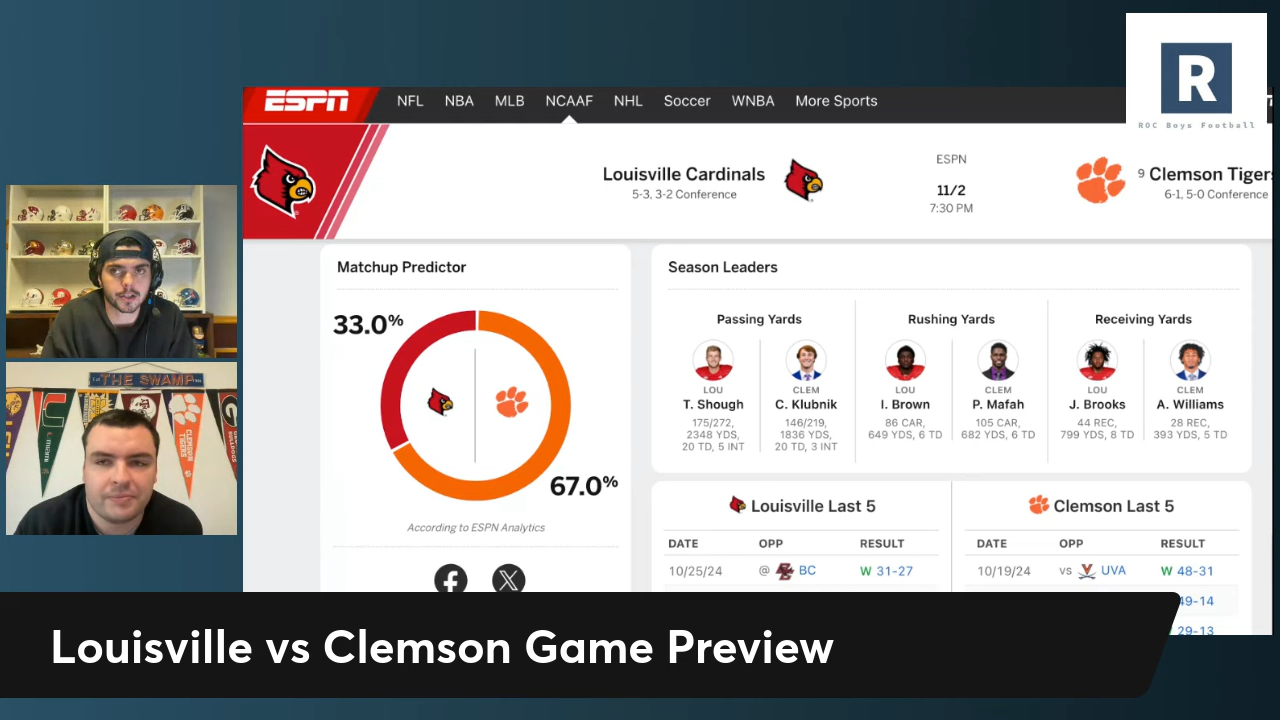 R
ROC Boys Football
ESPN
NFL NBA MLB NCAAF NHL Soccer WNBA More Sports
Louisville Cardinals
5-3, 3-2 Conference
ESPN
11/2
7:30 PM
9 Clemson Tigers
6-1, 5-0 Conference
Matchup Predictor
33.0%
67.0%
According to ESPN Analytics
Season Leaders
Passing Yards
LOU
T. Shough
175/272,
2348 YDS,
20 TD, 5 INT
CLEM
C. Klubnik
146/219,
1836 YDS,
20 TD, 3 INT
Rushing Yards
LOU
I. Brown
86 CAR,
649 YDS, 6 TD
CLEM
P. Mafah
105 CAR,
682 YDS, 6 TD
Receiving Yards
LOU
J. Brooks
44 REC,
799 YDS, 8 TD
CLEM
A. Williams
28 REC,
393 YDS, 5 TD
Louisville Last 5
DATE OPP RESULT
10/25/24 @ BC W 31-27
Clemson Last 5
DATE OPP RESULT
10/19/24 vs UVA W 48-31
49-14
29-13
THE SWAMP
U
CLEMSON
TIGERS
G
Louisville vs Clemson Game Preview